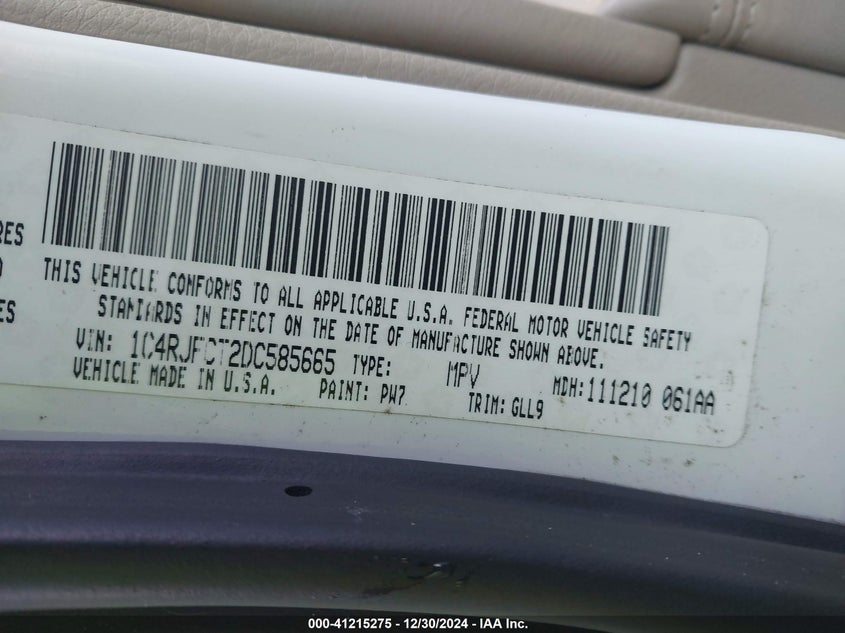 RES
ES
THIS VEHICLE CONFORMS TO ALL APPLICABLE U.S.A. FEDERAL MOTOR VEHICLE SAFETY
STANDARDS IN EFFECT ON THE DATE OF MANUFACTURE SHOWN ABOVE.
VIN: 1C4RJFCT2DC585665 TYPE: MPV MDH:111210 061AA
VEHICLE MADE IN U.S.A. PAINT: PW7 TRIM: GLL9
000-41215275 - 12/30/2024 - IAA Inc.